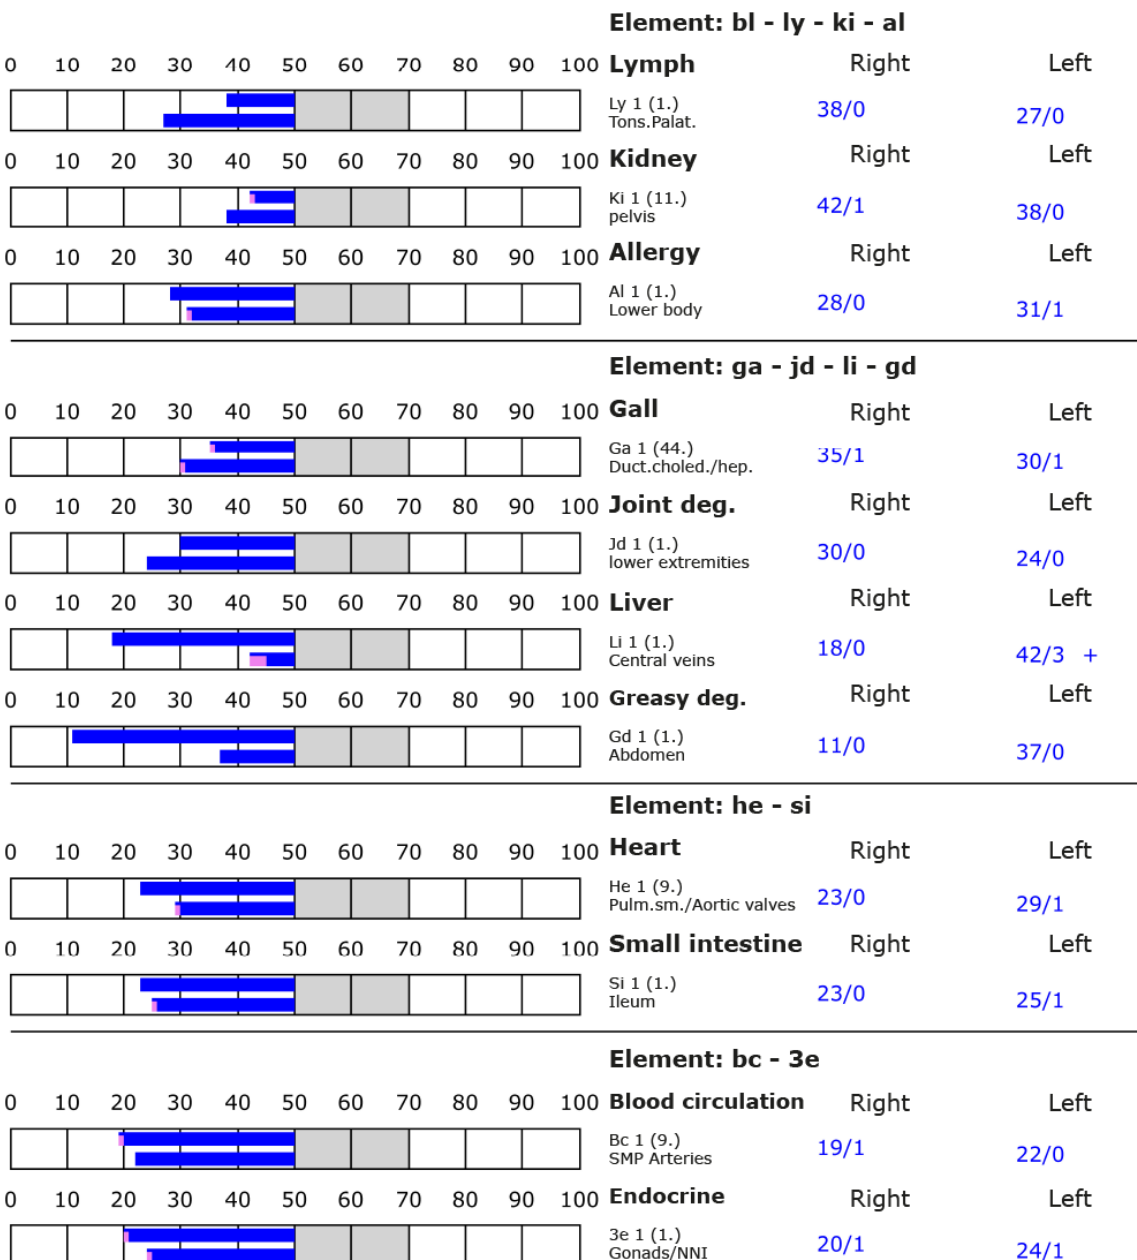 Element: bl - ly - ki - al
0 10 20 30 40 50 60 70 80 90 100 Lymph Right Left
Ly 1 (1.) 38/0 27/0
Tons.Palat.
0 10 20 30 40 50 60 70 80 90 100 Kidney Right Left
Ki 1 (11.) 42/1 38/0
pelvis
0 10 20 30 40 50 60 70 80 90 100 Allergy Right Left
Al 1 (1.) 28/0 31/1
Lower body
Element: ga - jd - li - gd
0 10 20 30 40 50 60 70 80 90 100 Gall Right Left
Ga 1 (44.) 35/1 30/1
Duct.choled./hep.
0 10 20 30 40 50 60 70 80 90 100 Joint deg. Right Left
Jd 1 (1.) 30/0 24/0
lower extremities
0 10 20 30 40 50 60 70 80 90 100 Liver Right Left
Li 1 (1.) 18/0 42/3 +
Central veins
0 10 20 30 40 50 60 70 80 90 100 Greasy deg. Right Left
Gd 1 (1.) 11/0 37/0
Abdomen
Element: he - si
0 10 20 30 40 50 60 70 80 90 100 Heart Right Left
He 1 (9.) 23/0 29/1
Pulm.sm./Aortic valves
0 10 20 30 40 50 60 70 80 90 100 Small intestine Right Left
Si 1 (1.) 23/0 25/1
Ileum
Element: bc - 3e
0 10 20 30 40 50 60 70 80 90 100 Blood circulation Right Left
Bc 1 (9.) 19/1 22/0
SMP Arteries
0 10 20 30 40 50 60 70 80 90 100 Endocrine Right Left
3e 1 (1.) 20/1 24/1
Gonads/NNI